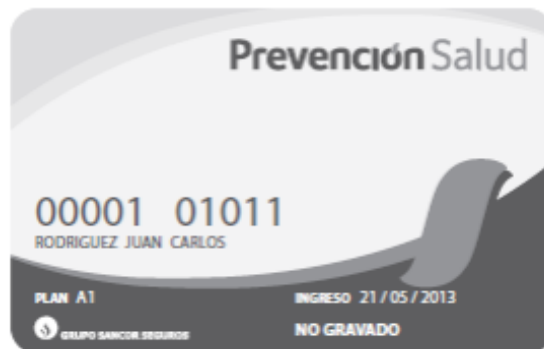 Prevención Salud
00001 01011
RODRIGUEZ JUAN CARLOS
PLAN A1 INGRESO 21 / 05 / 2013
GRUPO SANCOR SEGUROS NO GRAVADO